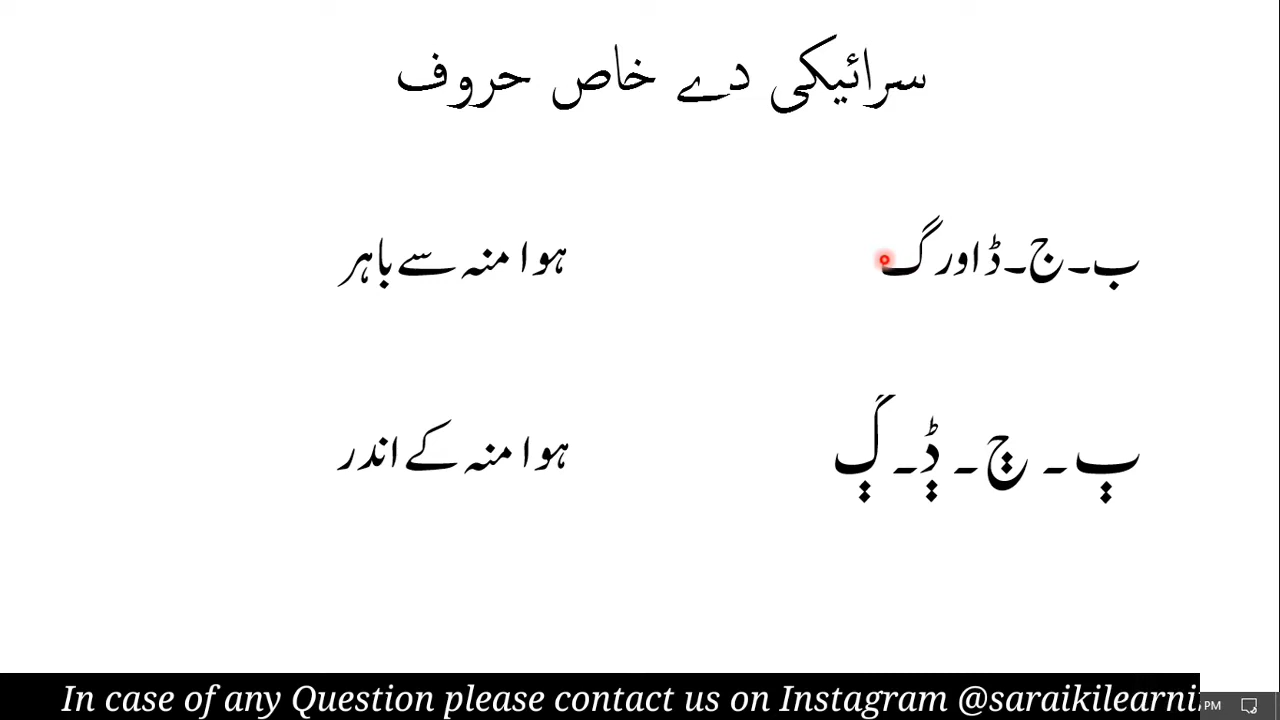 سرائیکی دے خاص حروف
ب۔ج۔ڈ اور گ ہوا منہ سے باہر
ٻ۔ ڄ ۔ ݙ۔ ڳ ہوا منہ کے اندر
In case of any Question please contact us on Instagram
PM